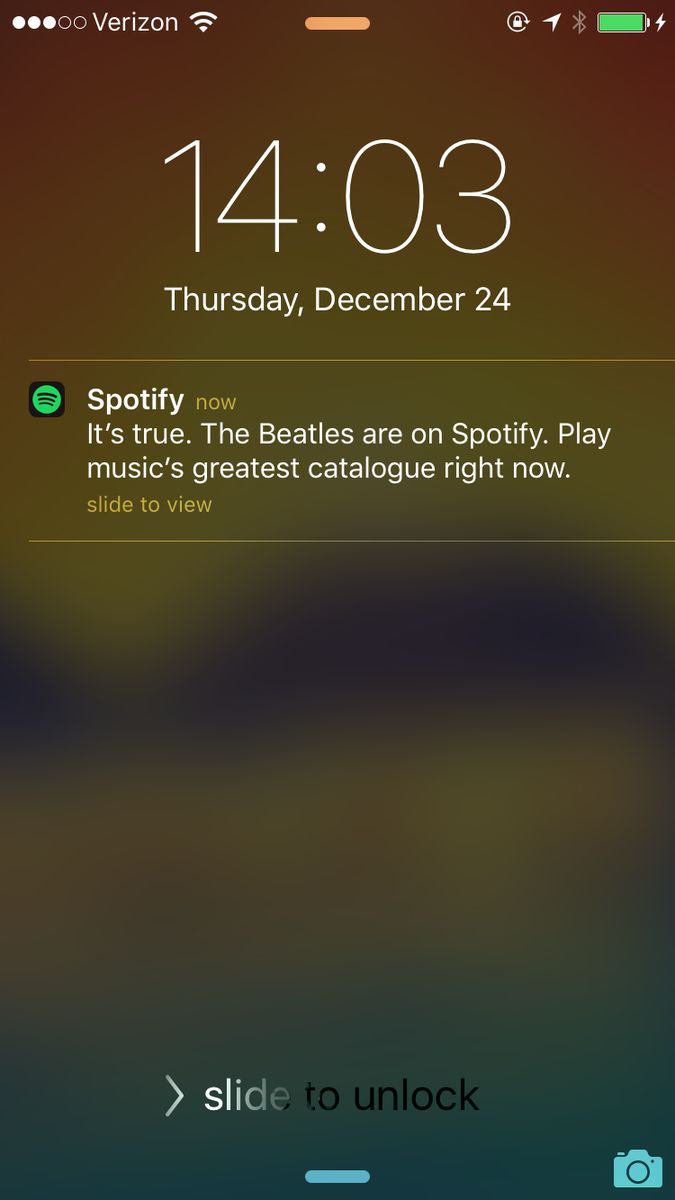 Verizon
14:03
Thursday, December 24
Spotify now
It’s true. The Beatles are on Spotify. Play
music’s greatest catalogue right now.
slide to view
slide to unlock